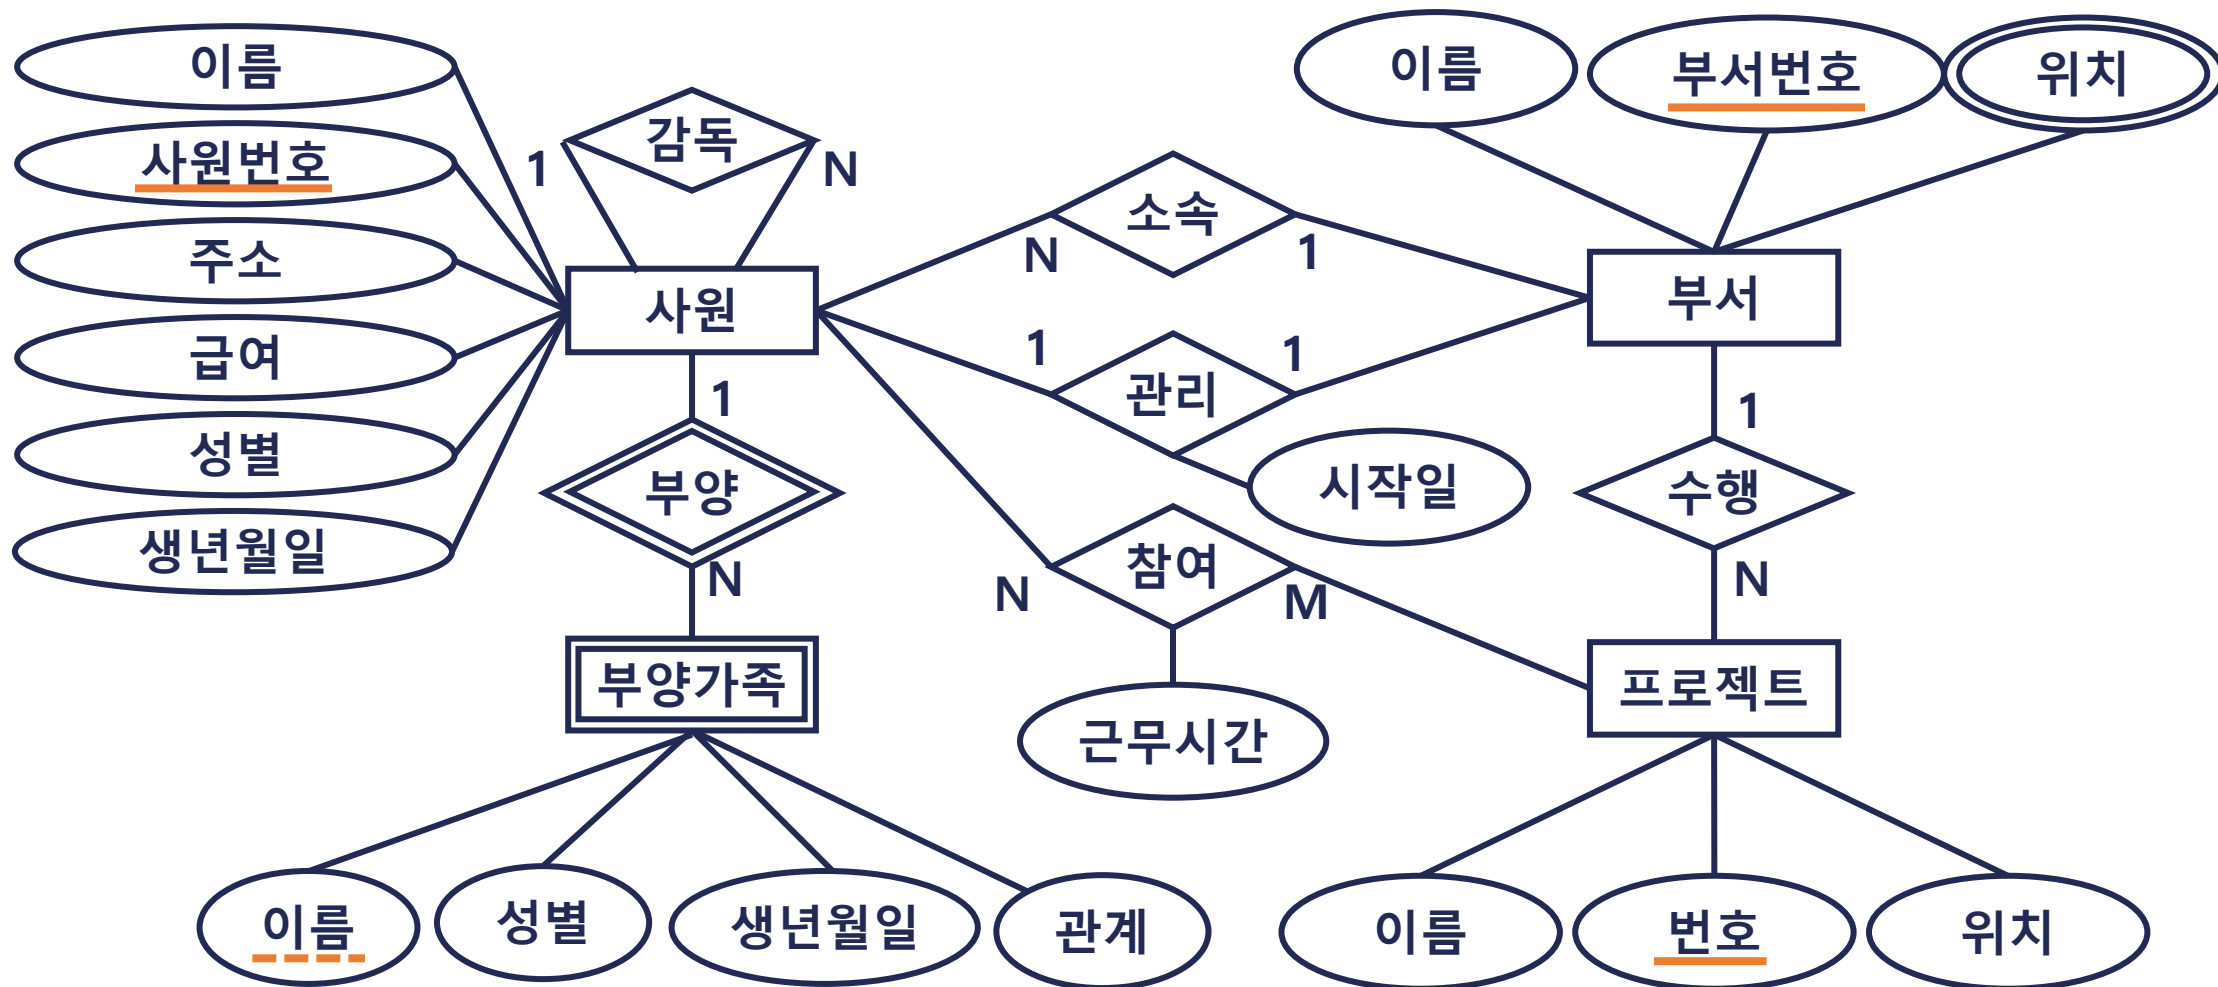 이름
사원번호
주소
급여
성별
생년월일
감독
1
N
사원
1
부양
N
부양가족
이름
성별
생년월일
관계
소속
N
1
관리
1
1
시작일
참여
N
M
근무시간
이름
부서번호
위치
부서
1
수행
N
프로젝트
이름
번호
위치